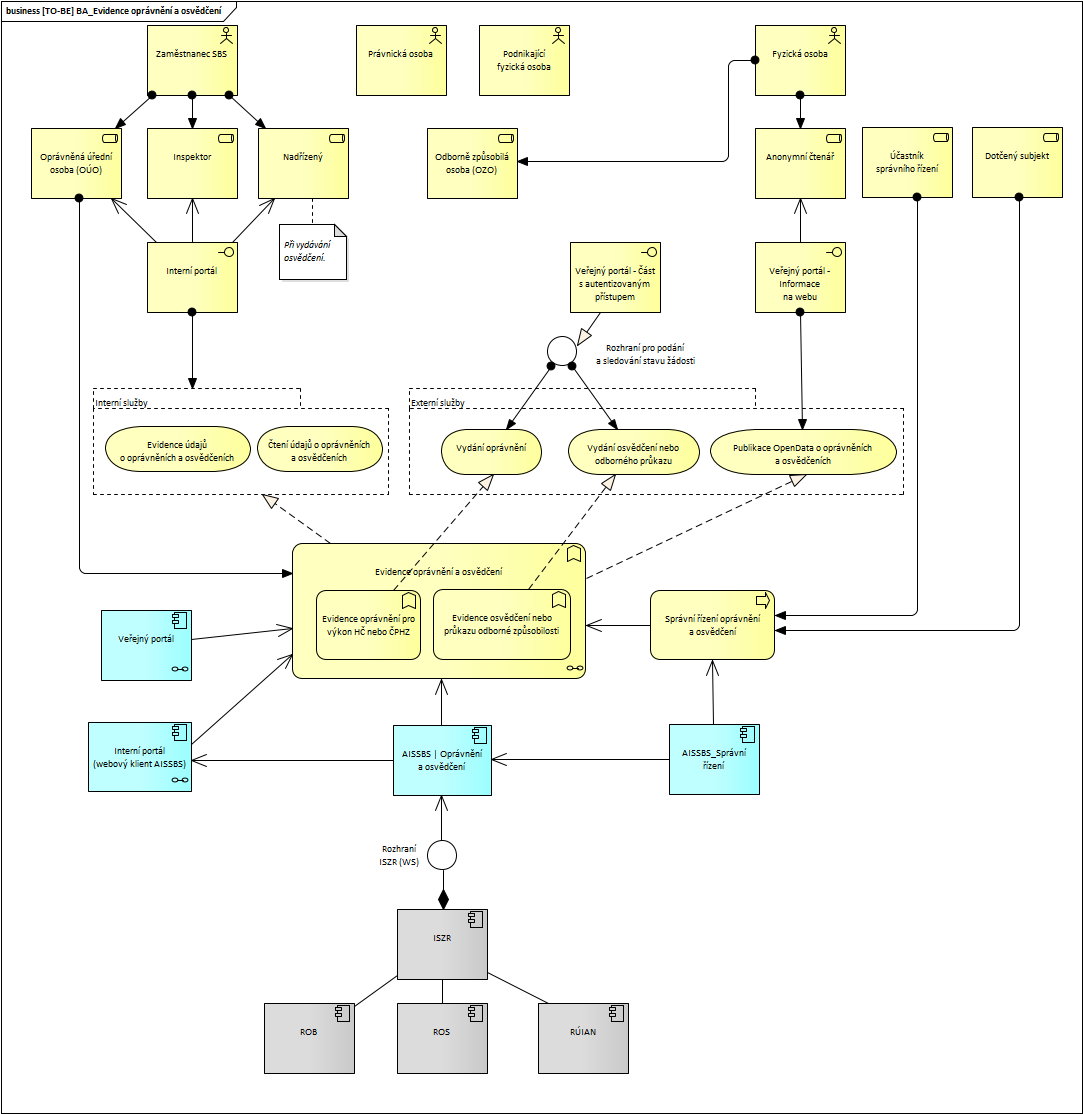 business [TO-BE] BA_Evidence oprávnění a osvědčení
Zaměstnanec SBS
Právnická osoba
Podnikající
fyzická osoba
Fyzická osoba
Oprávněná úřední
osoba (OÚO)
Inspektor
Nadřízený
Odborně způsobilá
osoba (OZO)
Anonymní čtenář
Účastník
správního řízení
Dotčený subjekt
Při vydávání
osvědčení.
Interní portál
Veřejný portál - Část
s autentizovaným
přístupem
Veřejný portál -
Informace
na webu
Rozhraní pro podání
a sledování stavu žádosti
Interní služby
Externí služby
Evidence údajů
o oprávněních a osvědčeních
Čtení údajů o oprávněních
a osvědčeních
Vydání oprávnění
Vydání osvědčení nebo
odborného průkazu
Publikace OpenData o oprávněních
a osvědčeních
Evidence oprávnění a osvědčení
Evidence oprávnění pro
výkon HČ nebo ČPHZ
Evidence osvědčení nebo
průkazu odborné způsobilosti
Správní řízení oprávnění
a osvědčení
Veřejný portál
Interní portál
(webový klient AISSBS)
AISSBS | Oprávnění
a osvědčení
AISSBS_Správní
řízení
Rozhraní
ISZR (WS)
ISZR
ROB
ROS
RÚIAN